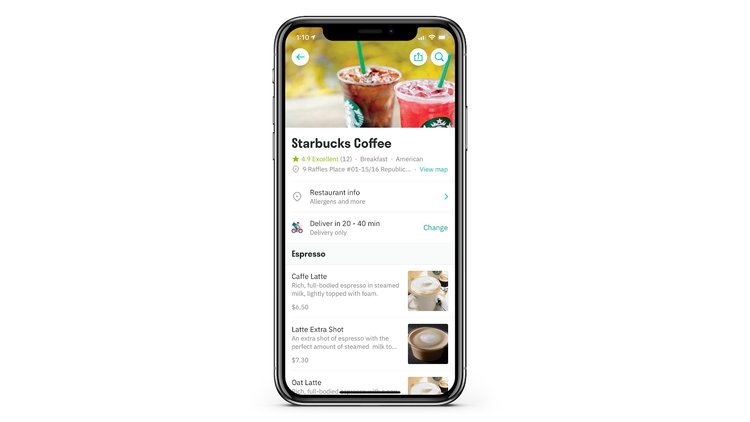 1:10
Starbucks Coffee
4.9 Excellent (12) · Breakfast · American
9 Raffles Place #01-15/16 Republic... · View map
Restaurant info
Allergens and more
Deliver in 20 - 40 min
Delivery only
Change
Espresso
Caffe Latte
Rich, full-bodied espresso in steamed
milk, lightly topped with foam.
$6.50
Latte Extra Shot
An extra shot of espresso with the
perfect amount of steamed milk to...
$7.30
Oat Latte
Rich, full-bodied espresso with